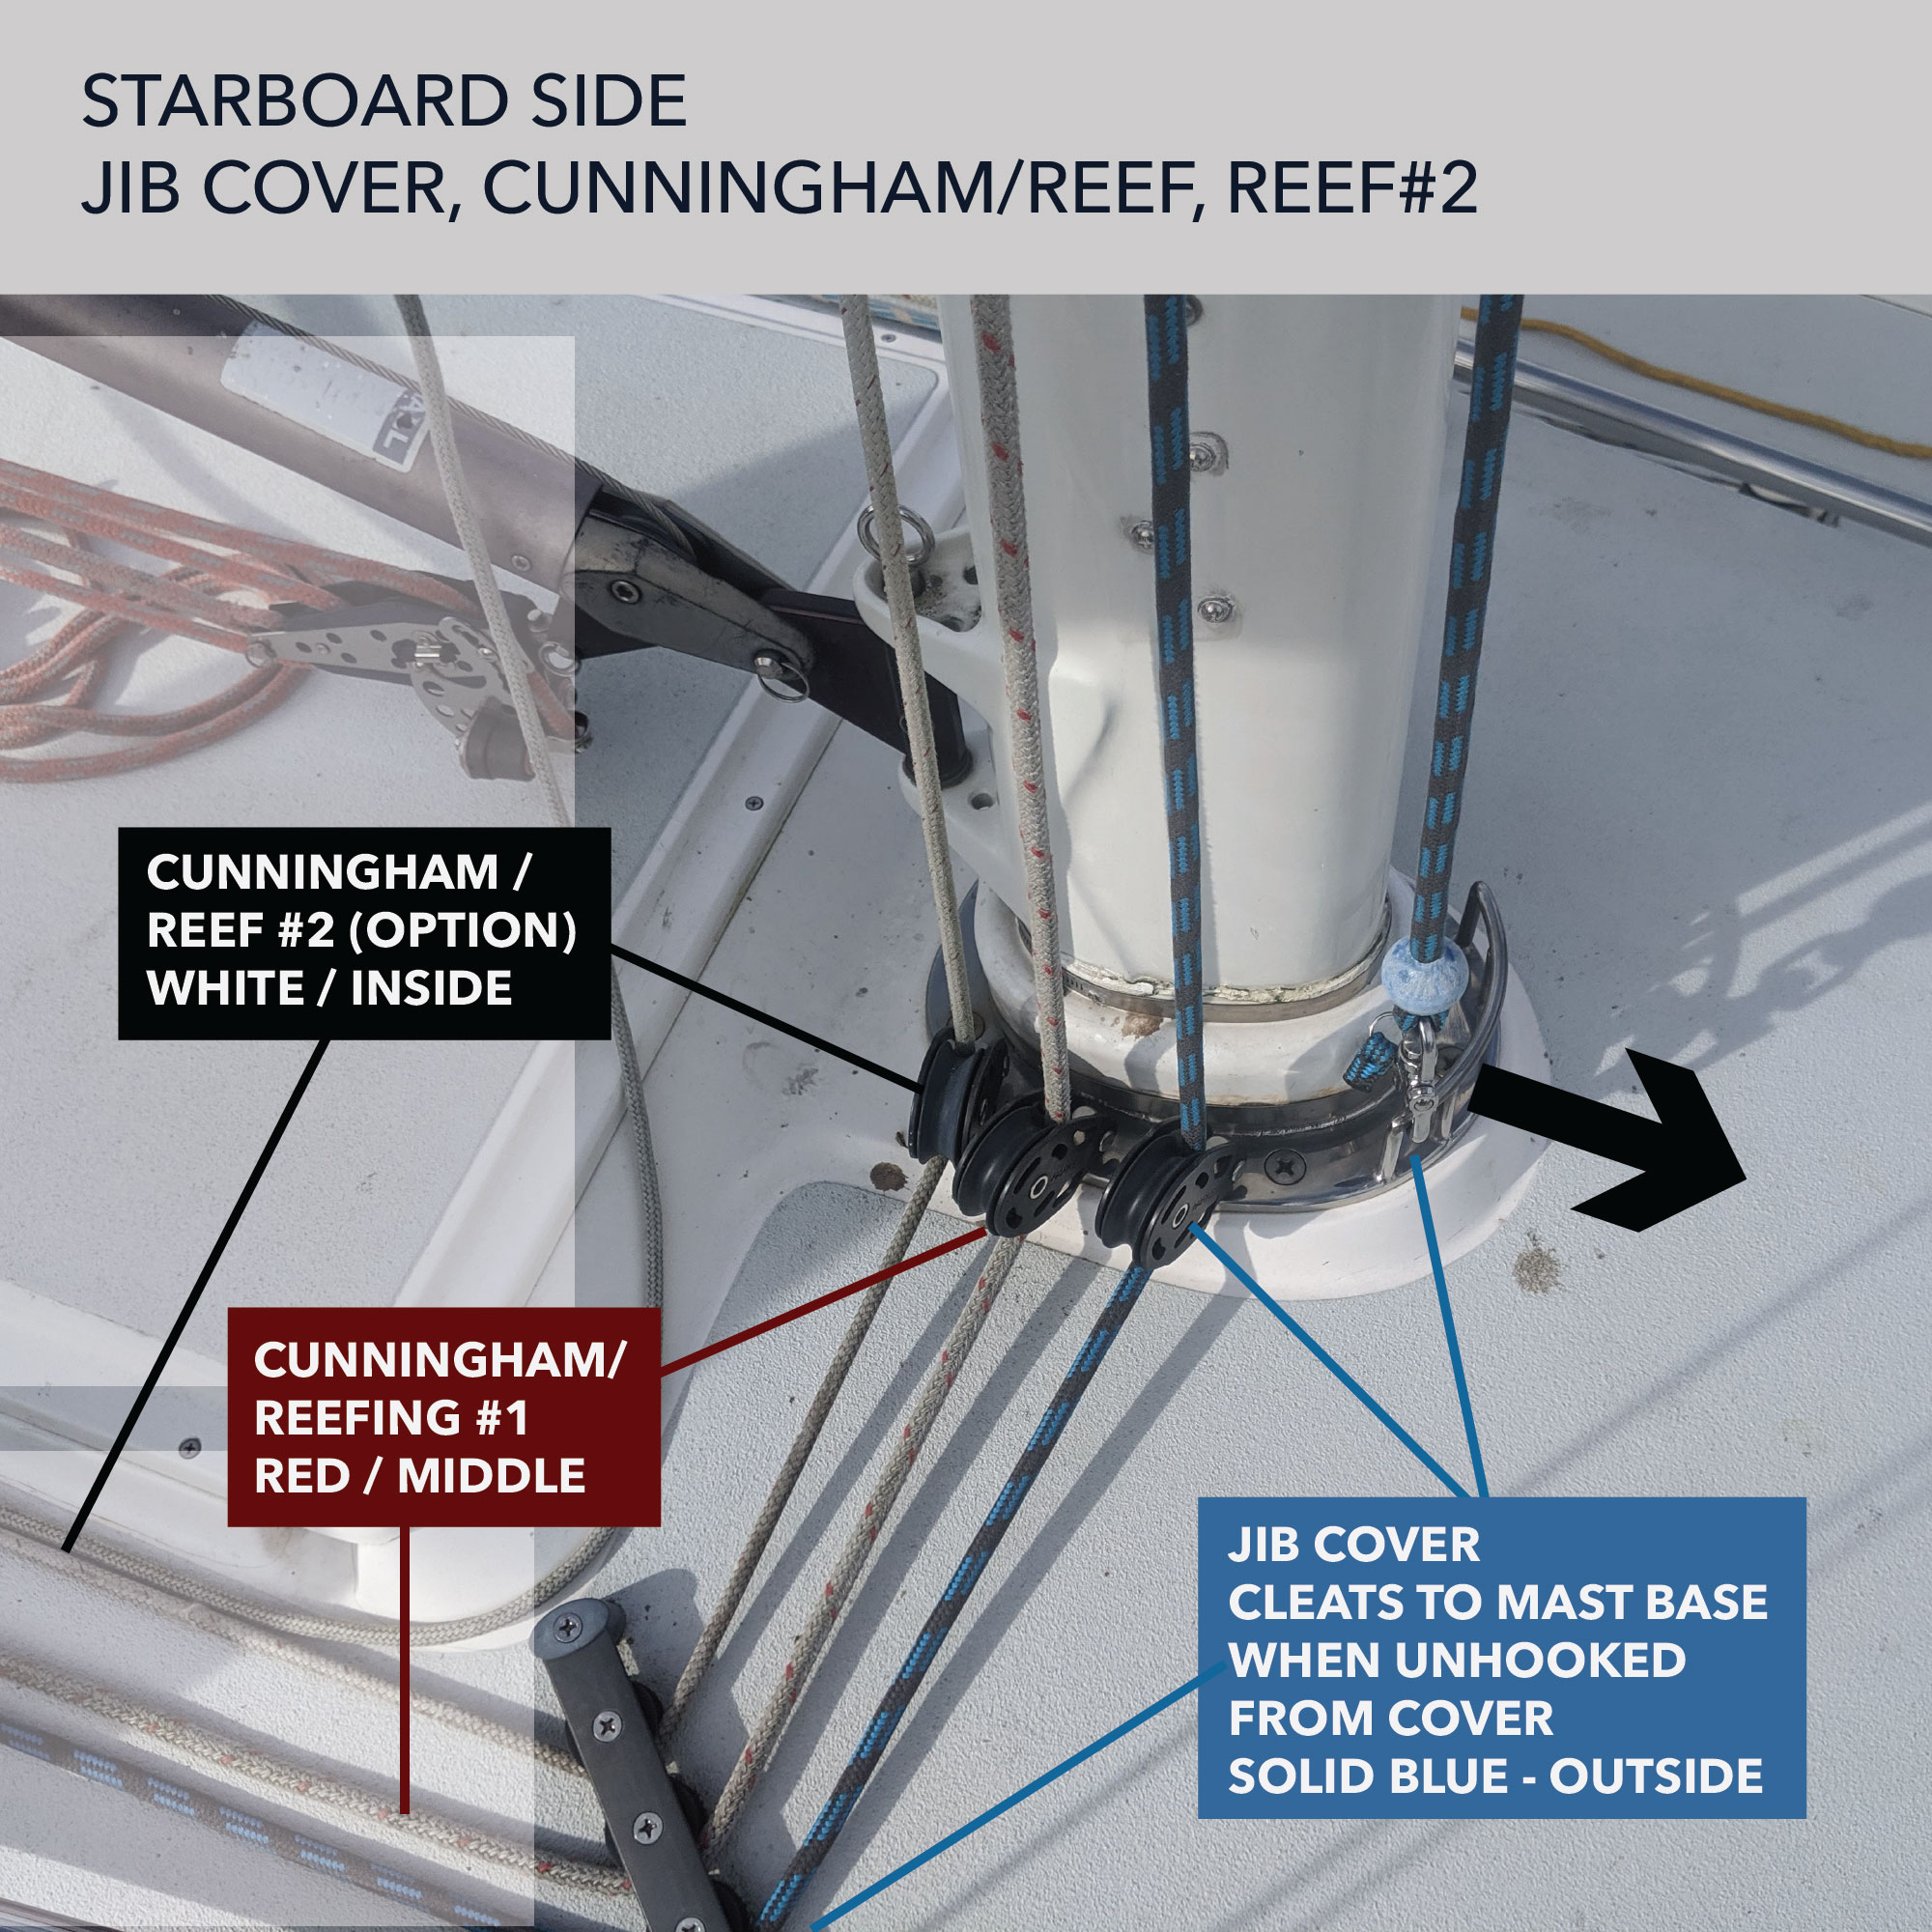 STARBOARD SIDE
JIB COVER, CUNNINGHAM/REEF, REEF#2
CUNNINGHAM /
REEF #2 (OPTION)
WHITE / INSIDE
CUNNINGHAM/
REEFING #1
RED / MIDDLE
JIB COVER
CLEATS TO MAST BASE
WHEN UNHOOKED
FROM COVER
SOLID BLUE - OUTSIDE